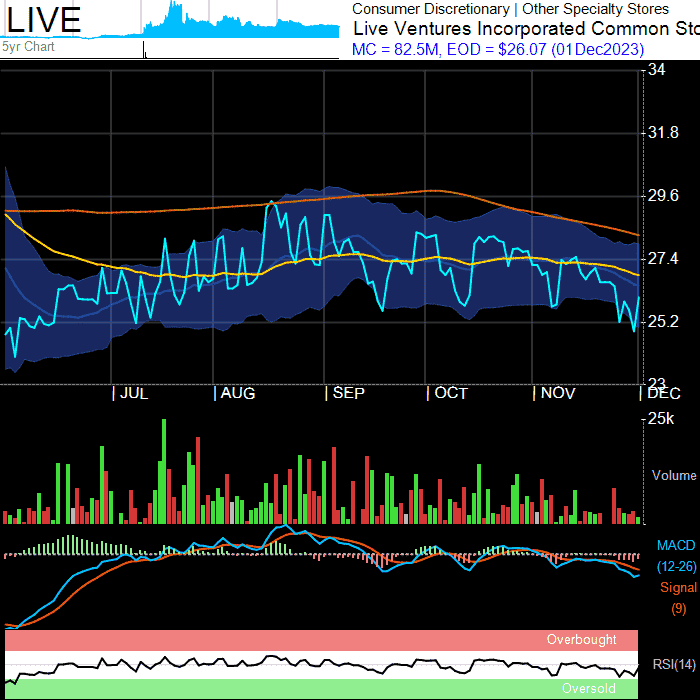 LIVE
5yr Chart
Consumer Discretionary | Other Specialty Stores
Live Ventures Incorporated Common Sto
MC = 82.5M, EOD = $26.07 (01Dec2023)
34
31.8
29.6
27.4
25.2
23
JUL AUG SEP OCT NOV DEC
25k
Volume
MACD
(12-26)
Signal
(9)
Overbought
RSI(14)
Oversold